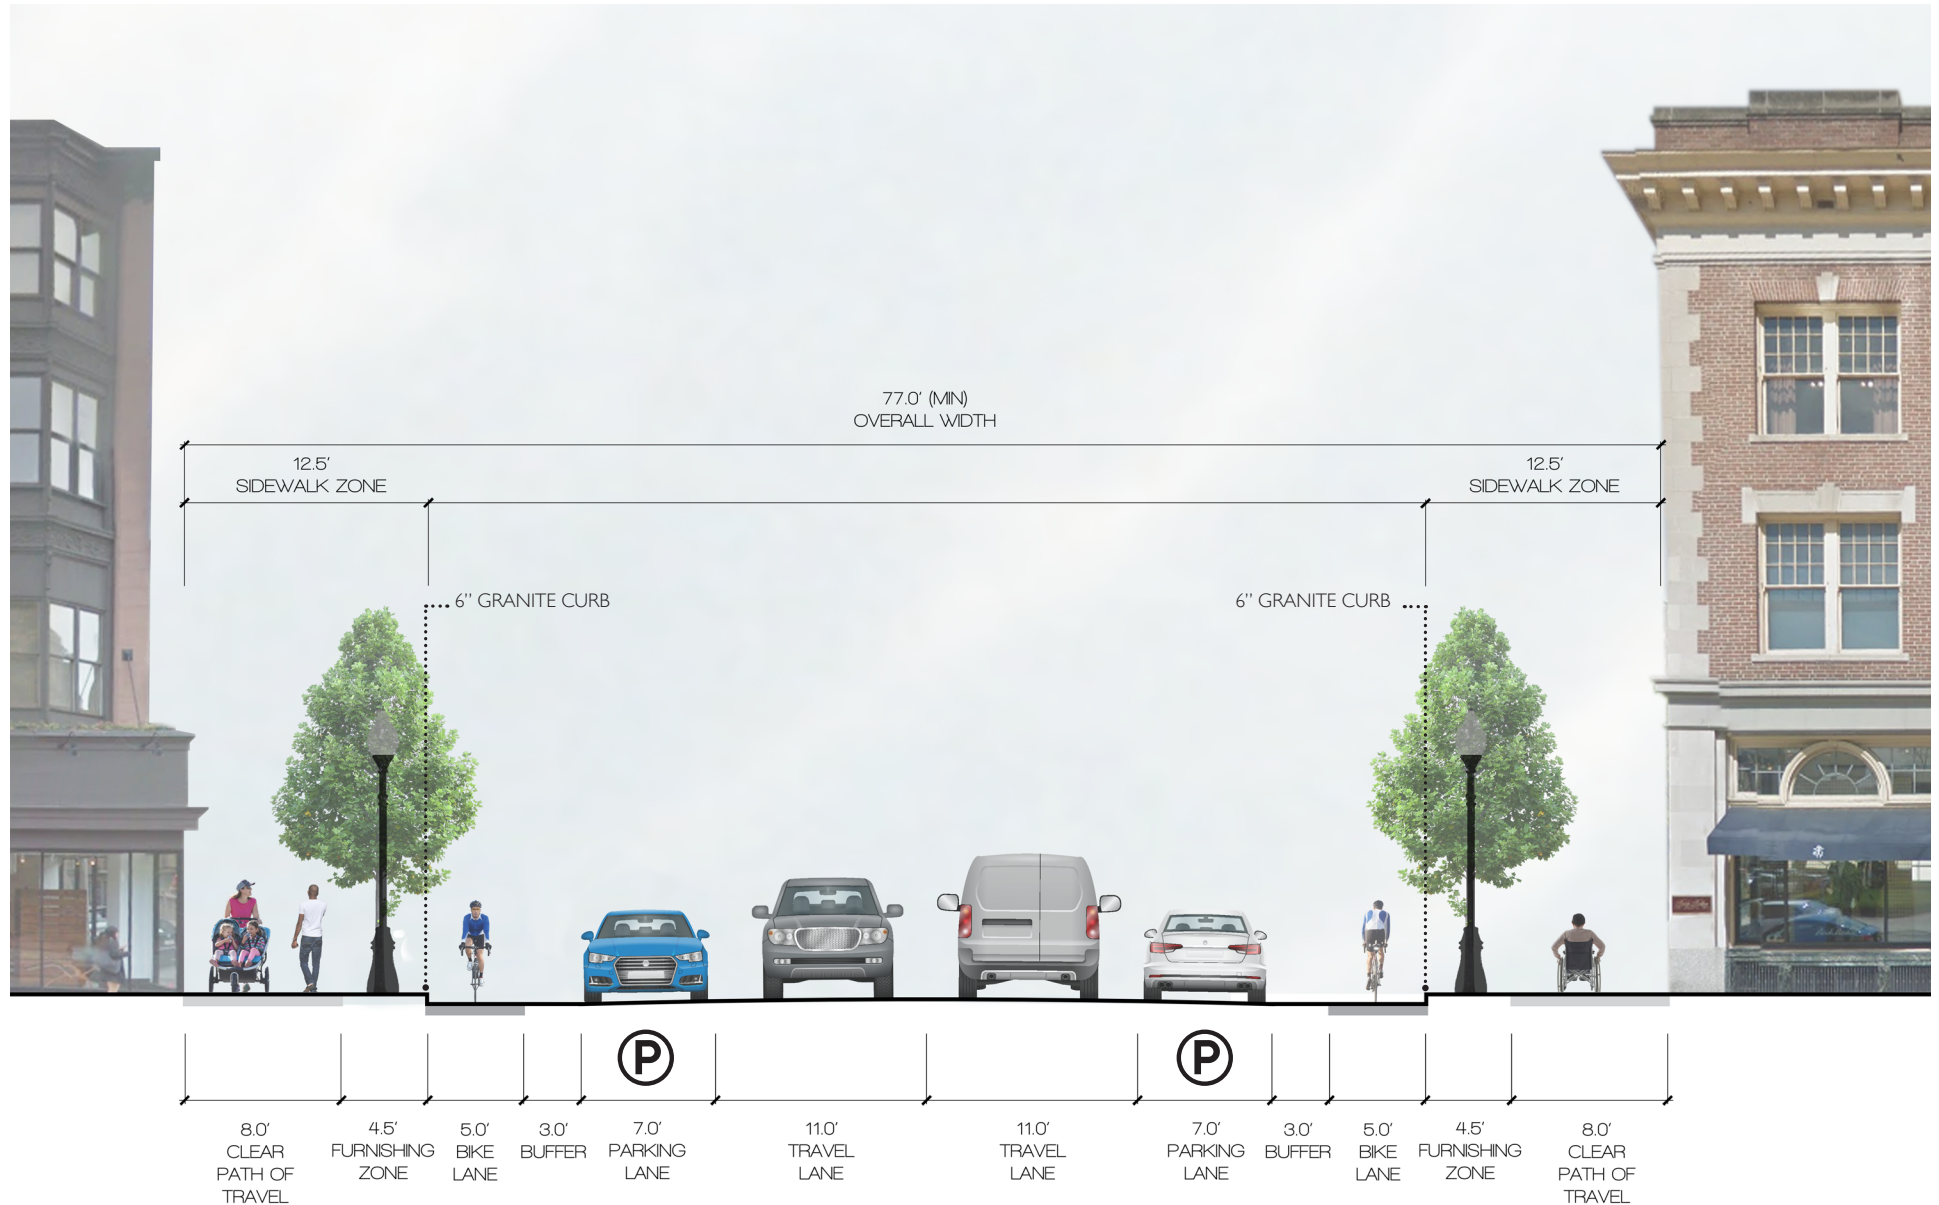 77.0' (MIN)
OVERALL WIDTH
12.5'
SIDEWALK ZONE
12.5'
SIDEWALK ZONE
6'' GRANITE CURB
6'' GRANITE CURB
P
P
8.0'
CLEAR
PATH OF
TRAVEL
4.5'
FURNISHING
ZONE
5.0'
BIKE
LANE
3.0'
BUFFER
7.0'
PARKING
LANE
11.0'
TRAVEL
LANE
11.0'
TRAVEL
LANE
7.0'
PARKING
LANE
3.0'
BUFFER
5.0'
BIKE
LANE
4.5'
FURNISHING
ZONE
8.0'
CLEAR
PATH OF
TRAVEL